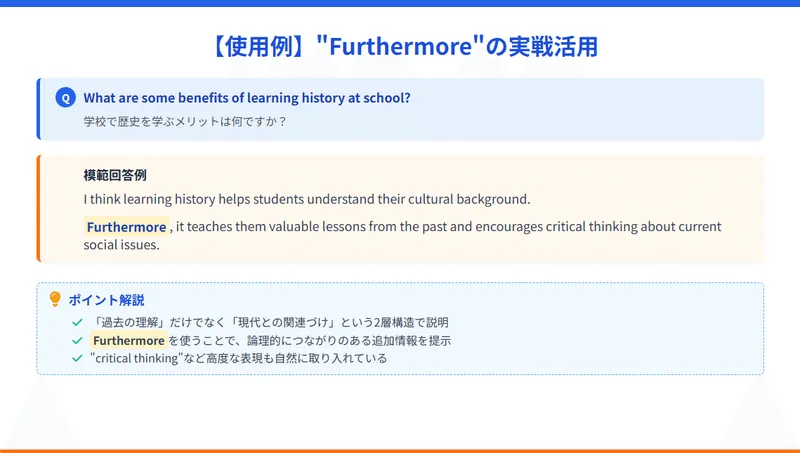 【使用例】"Furthermore"の実戦活用
Q What are some benefits of learning history at school?
学校で歴史を学ぶメリットは何ですか？
模範回答例
I think learning history helps students understand their cultural background.
Furthermore , it teaches them valuable lessons from the past and encourages critical thinking about current
social issues.
ポイント解説
「過去の理解」だけでなく「現代との関連づけ」という2層構造で説明
Furthermore を使うことで、論理的につながりのある追加情報を提示
"critical thinking"など高度な表現も自然に取り入れている